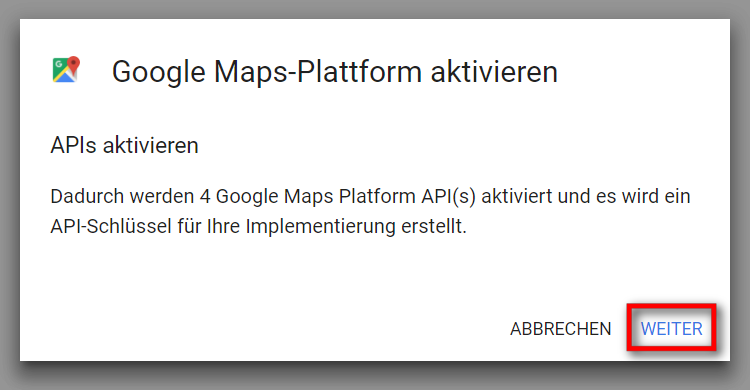 Google Maps-Plattform aktivieren
APIs aktivieren
Dadurch werden 4 Google Maps Platform API(s) aktiviert und es wird ein
API-Schlüssel für Ihre Implementierung erstellt.
ABBRECHEN WEITER